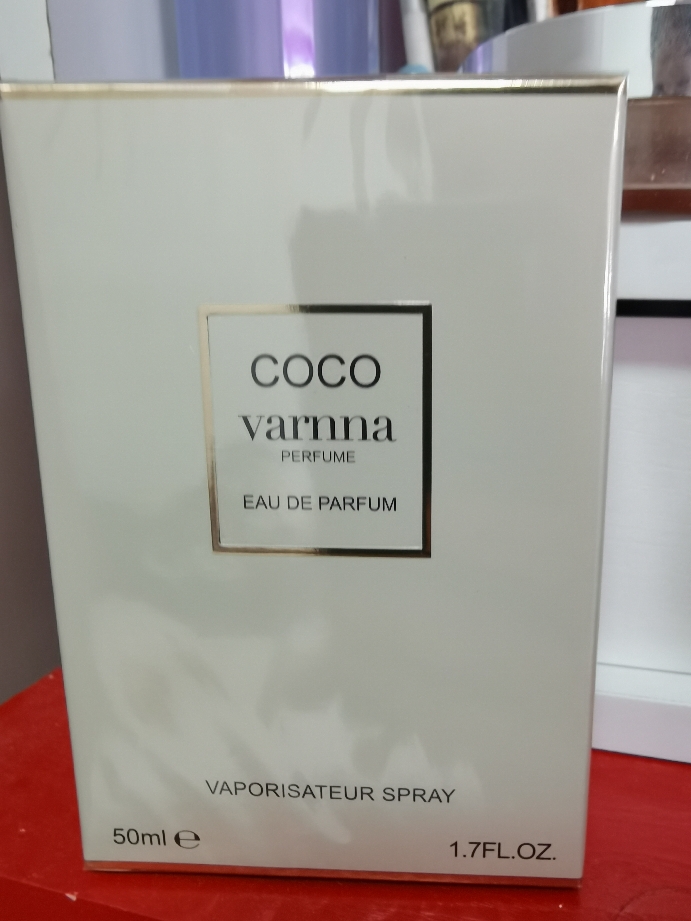 COCO
varnna
PERFUME
EAU DE PARFUM
VAPORISATEUR SPRAY
50ml ℮
1.7FL.OZ.